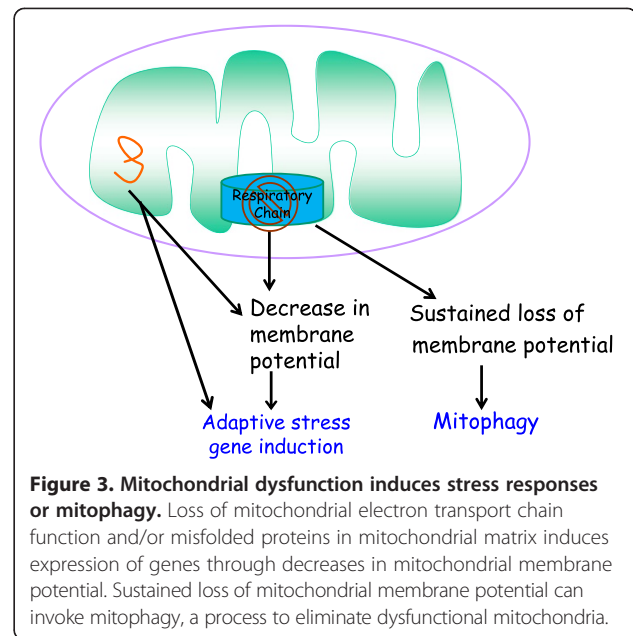 Respiratory
Chain
Decrease in
membrane
potential
Sustained loss of
membrane potential
Adaptive stress
gene induction
Mitophagy
Figure 3. Mitochondrial dysfunction induces stress responses
or mitophagy. Loss of mitochondrial electron transport chain
function and/or misfolded proteins in mitochondrial matrix induces
expression of genes through decreases in mitochondrial membrane
potential. Sustained loss of mitochondrial membrane potential can
invoke mitophagy, a process to eliminate dysfunctional mitochondria.